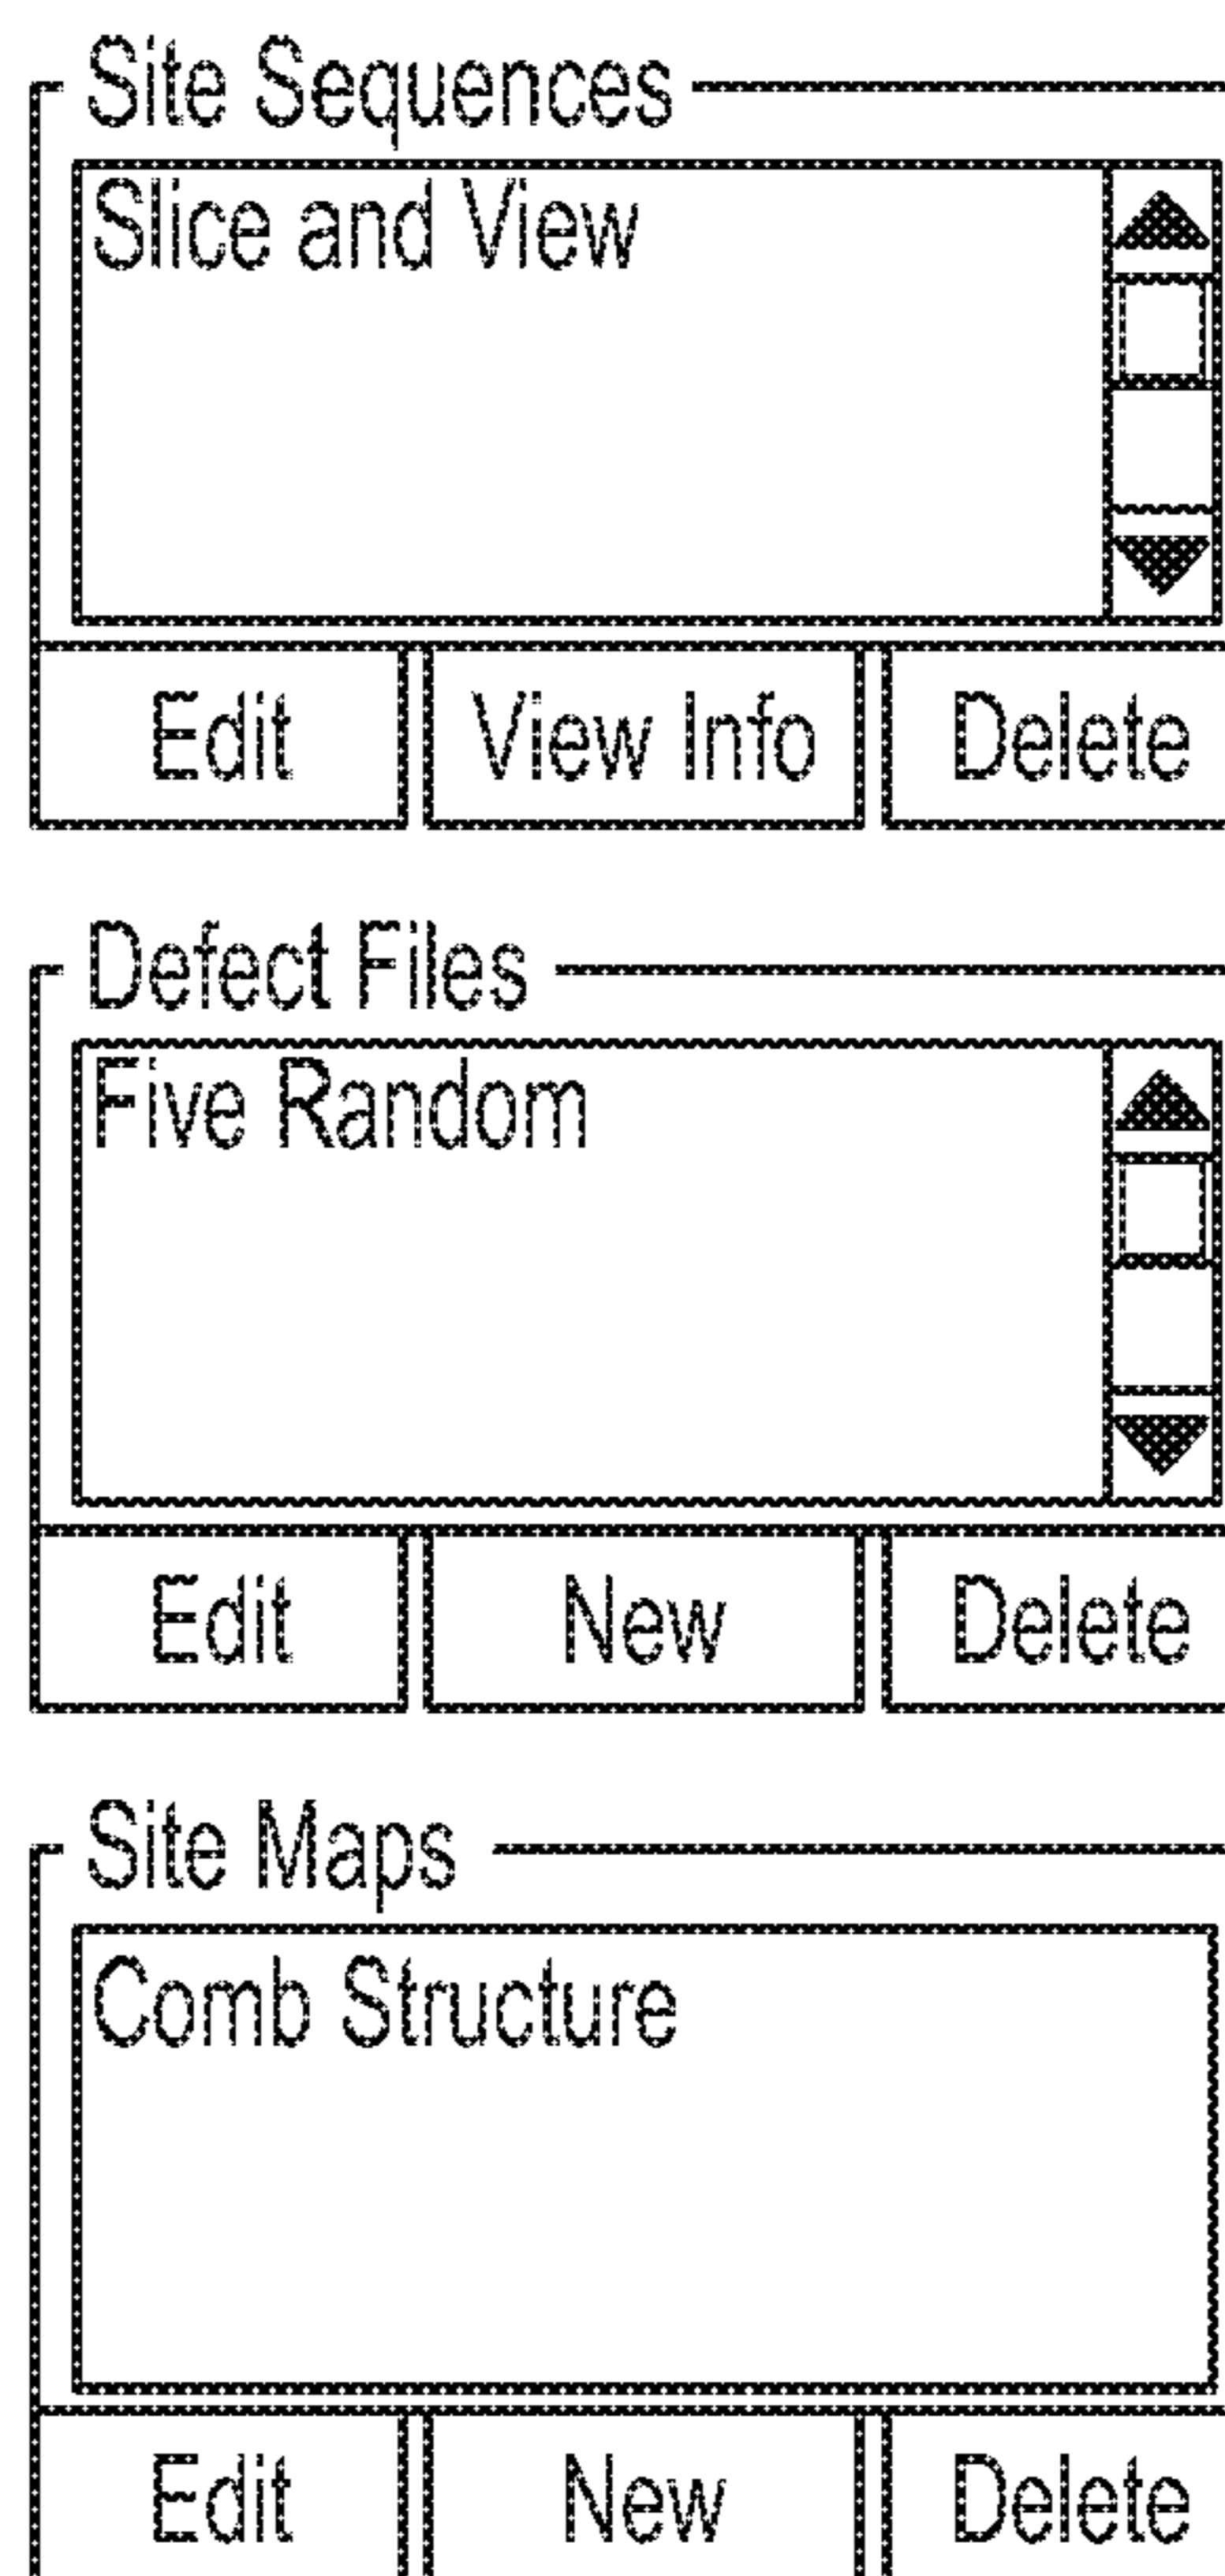 Site Sequences
Slice and View
Edit View Info Delete
Defect Files
Five Random
Edit New Delete
Site Maps
Comb Structure
Edit New Delete